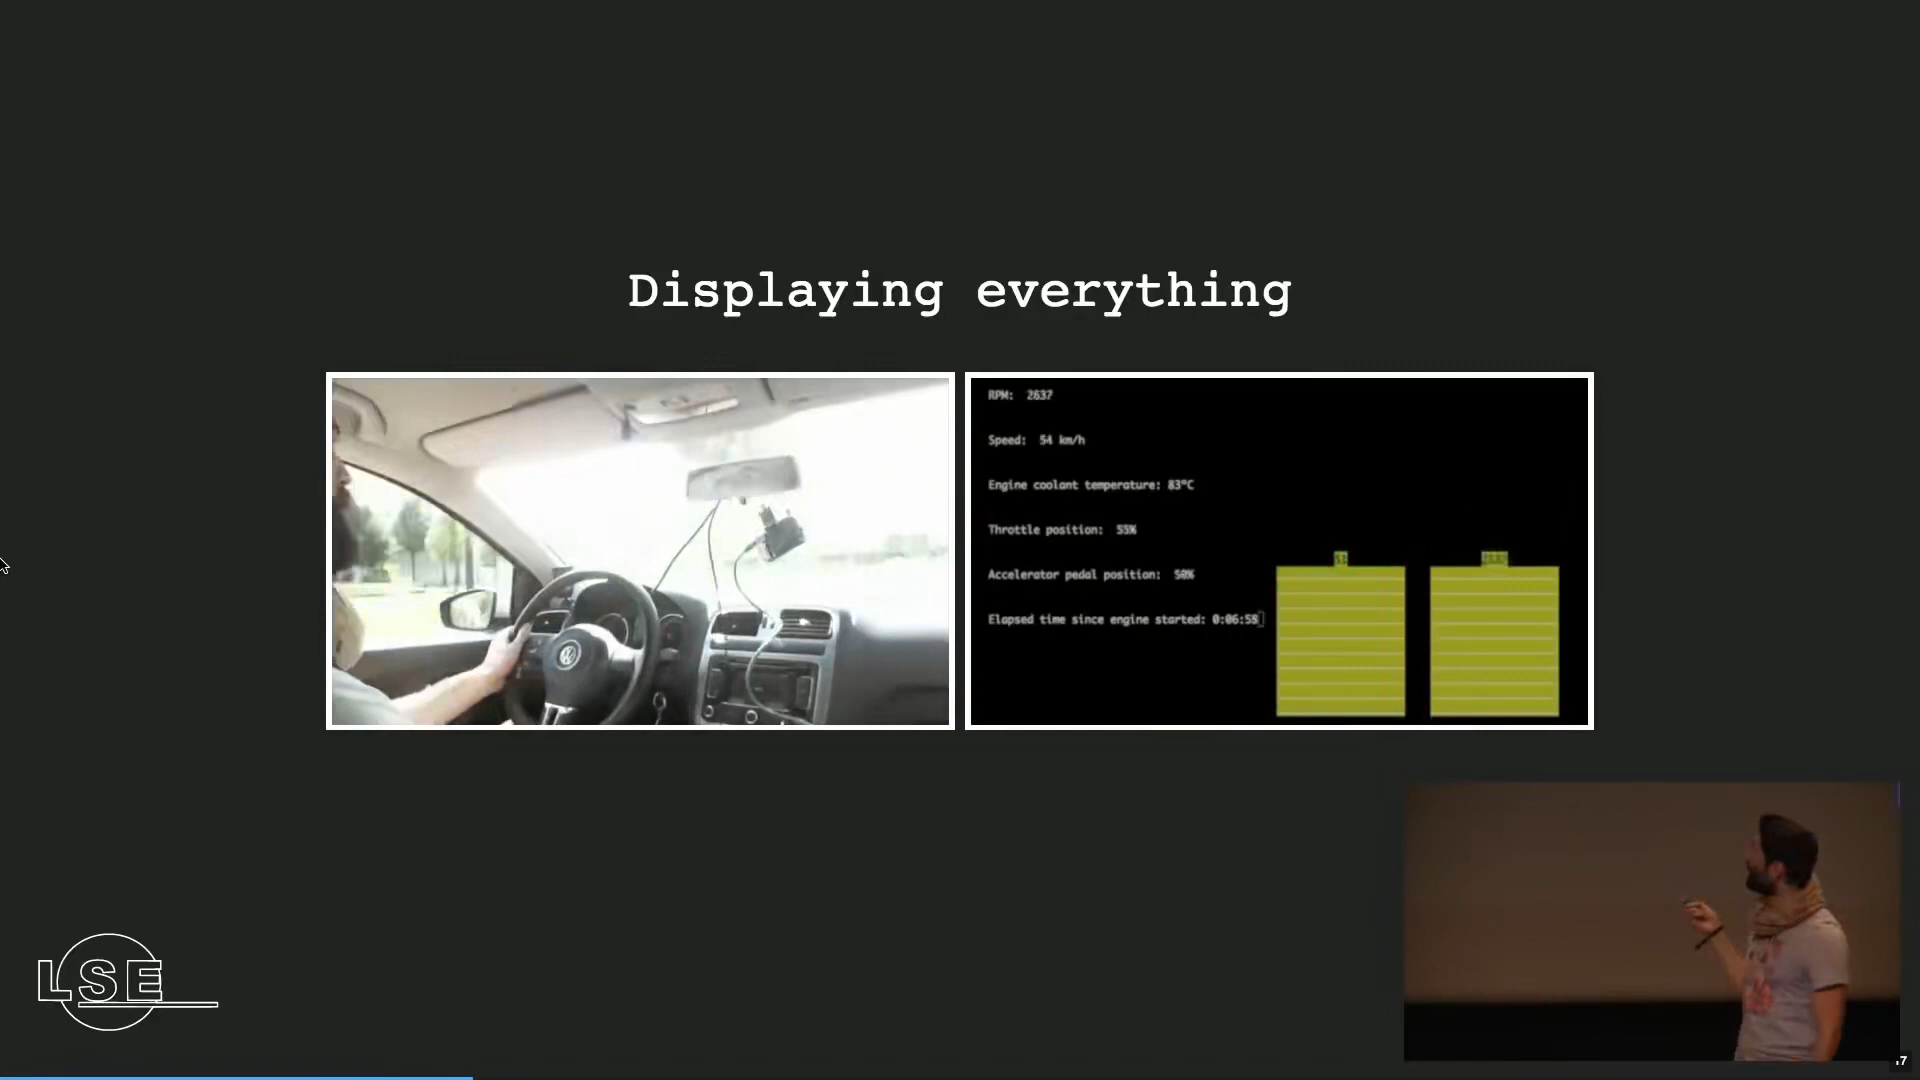 Displaying everything
RPM: 2637
Speed: 54 km/h
Engine coolant temperature: 83°C
Throttle position: 55%
Accelerator pedal position: 50%
Elapsed time since engine started: 0:06:58
LSE